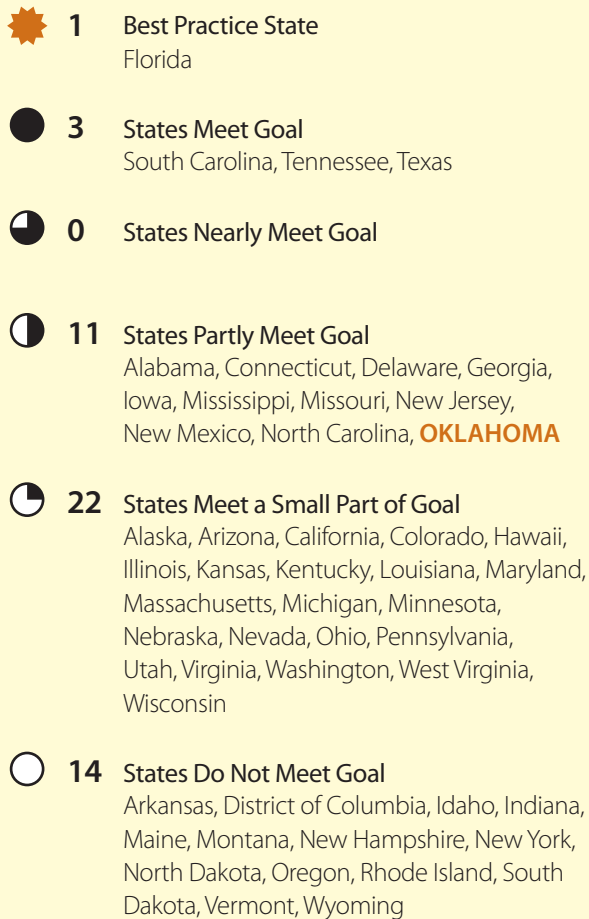 1 Best Practice State
Florida
3 States Meet Goal
South Carolina, Tennessee, Texas
0 States Nearly Meet Goal
11 States Partly Meet Goal
Alabama, Connecticut, Delaware, Georgia,
Iowa, Mississippi, Missouri, New Jersey,
New Mexico, North Carolina, OKLAHOMA
22 States Meet a Small Part of Goal
Alaska, Arizona, California, Colorado, Hawaii,
Illinois, Kansas, Kentucky, Louisiana, Maryland,
Massachusetts, Michigan, Minnesota,
Nebraska, Nevada, Ohio, Pennsylvania,
Utah, Virginia, Washington, West Virginia,
Wisconsin
14 States Do Not Meet Goal
Arkansas, District of Columbia, Idaho, Indiana,
Maine, Montana, New Hampshire, New York,
North Dakota, Oregon, Rhode Island, South
Dakota, Vermont, Wyoming